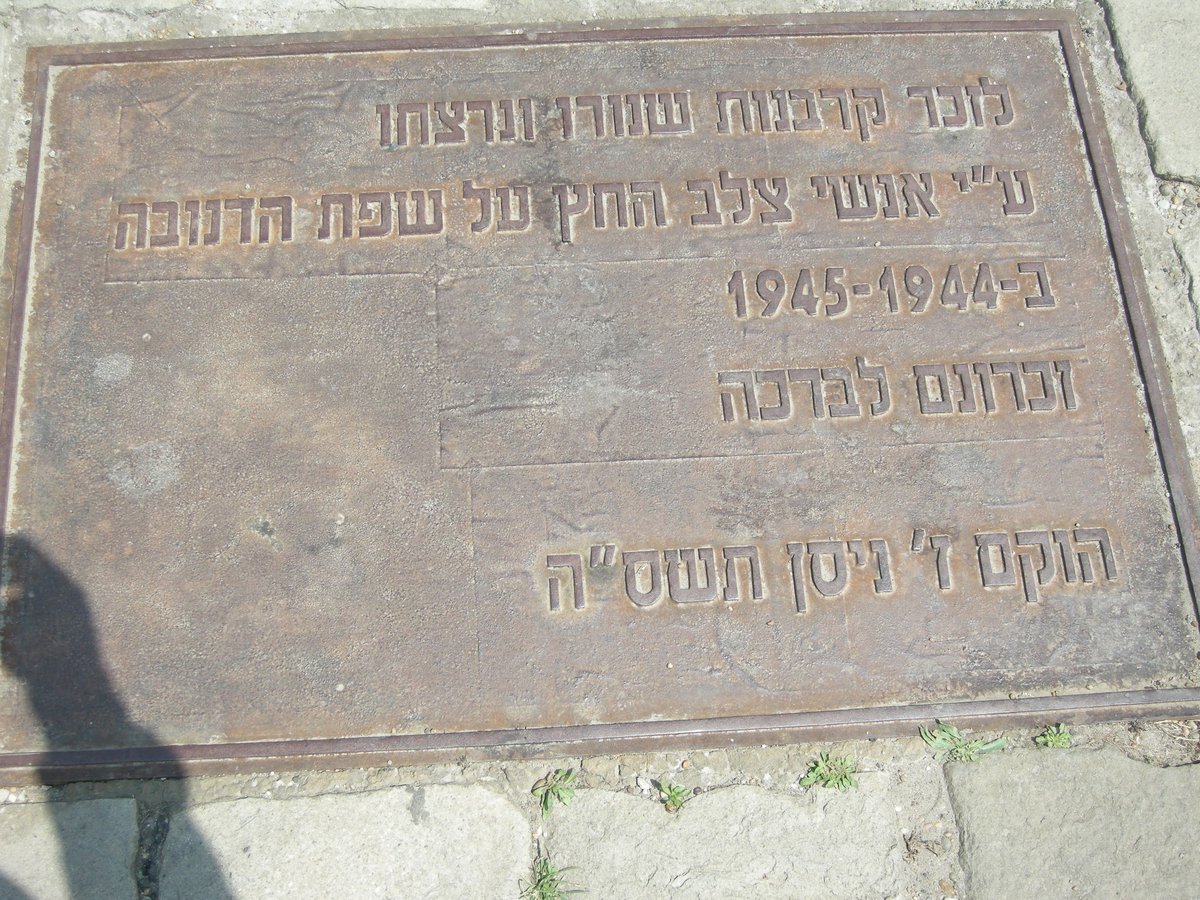 לזכר קרבנות שנורו ונרצחו
ע"י אנשי צלב החץ על שפת הדנובה
ב-1944-1945
זכרונם לברכה
הוקם ז' ניסן תשס"ה